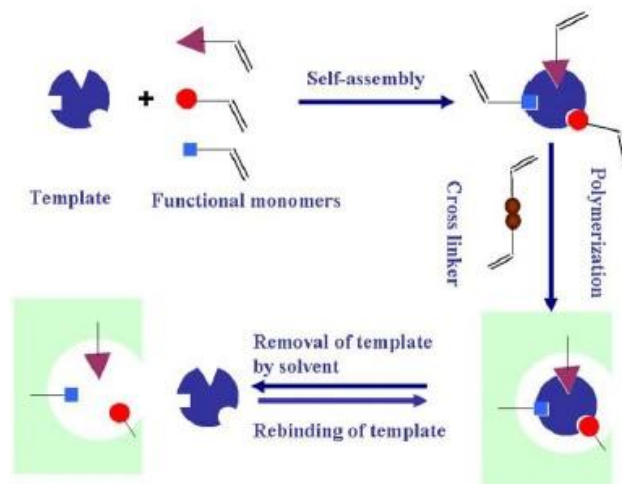 +
Self-assembly
Template
Functional monomers
Cross linker
Polymerization
Removal of template
by solvent
Rebinding of template